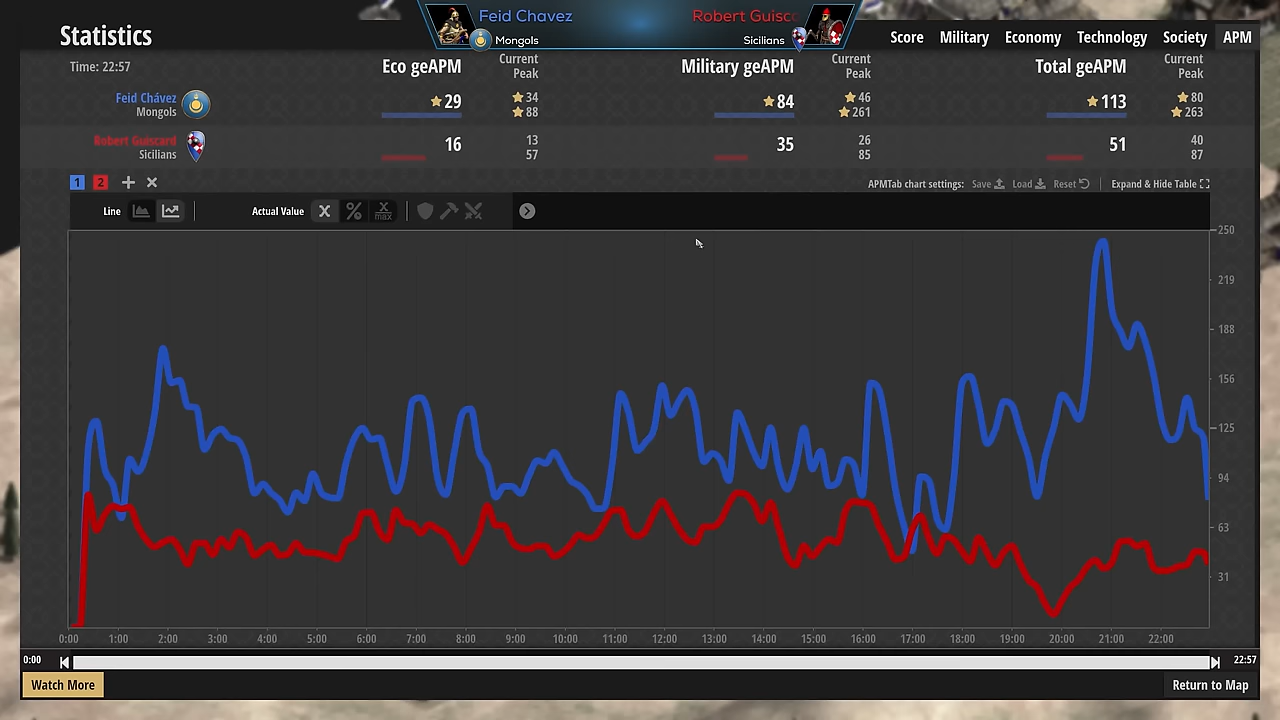 Feid Chavez
Mongols
Robert Guisc
Sicilians
Statistics
Score Military Economy Technology Society APM
Time: 22:57
Eco geAPM Current Peak Military geAPM Current Peak Total geAPM Current Peak
Feid Chávez
Mongols
29 34 88 84 46 261 113 80 263
Robert Guiscard
Sicilians
16 13 57 35 26 85 51 40 87
1 2 + ×
APMTab chart settings: Save Load Reset Expand & Hide Table
Line Actual Value X % X max
250
219
188
156
125
94
63
31
0:00 1:00 2:00 3:00 4:00 5:00 6:00 7:00 8:00 9:00 10:00 11:00 12:00 13:00 14:00 15:00 16:00 17:00 18:00 19:00 20:00 21:00 22:00
0:00 22:57
Watch More Return to Map